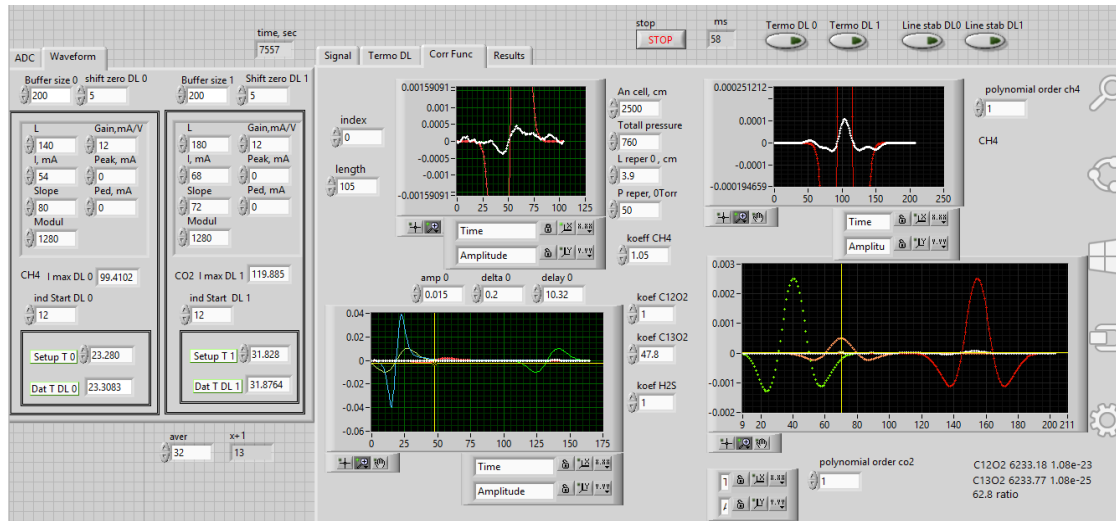 stop
ms
Termo DL 0
Termo DL 1
Line stab DL0
Line stab DL1
STOP
58
time, sec
7557
ADC
Waveform
Signal
Termo DL
Corr Func
Results
Buffer size 0
shift zero DL 0
200
5
Buffer size 1
Shift zero DL 1
200
5
L
Gain,mA/V
140
12
I, mA
Peak, mA
54
0
Slope
Ped, mA
80
0
Modul
1280
L
Gain,mA/V
180
12
I, mA
Peak, mA
68
0
Slope
Ped, mA
72
0
Modul
1280
CH4
I max DL 0
99.4102
CO2
I max DL 1
119.885
ind Start DL 0
12
ind Start DL 1
12
Setup T 0
23.280
Dat T DL 0
23.3083
Setup T 1
31.828
Dat T DL 1
31.8764
aver
32
x+1
13
index
0
length
105
0.00159091
0.001
0.0005
0
-0.0005
-0.001
-0.00159091
0 25 50 75 100 125
Time
Amplitude
An cell, cm
2500
Totall pressure
760
L reper 0 , cm
3.9
P reper, 0Torr
50
koeff CH4
1.05
amp 0
0.015
delta 0
0.2
delay 0
10.32
koef C12O2
1
koef C13O2
47.8
koef H2S
1
0.04
0.02
0
-0.02
-0.04
-0.06
0 25 50 75 100 125 150 175
Time
Amplitude
0.000251212
0.0001
0
-0.0001
-0.000194659
0 50 100 150 200 250
Time
Amplitu
polynomial order ch4
1
CH4
0.003
0.002
0.001
0
-0.001
-0.002
9 20 40 60 80 100 120 140 160 180 200 211
polynomial order co2
1
C12O2 6233.18 1.08e-23
C13O2 6233.77 1.08e-25
62.8 ratio